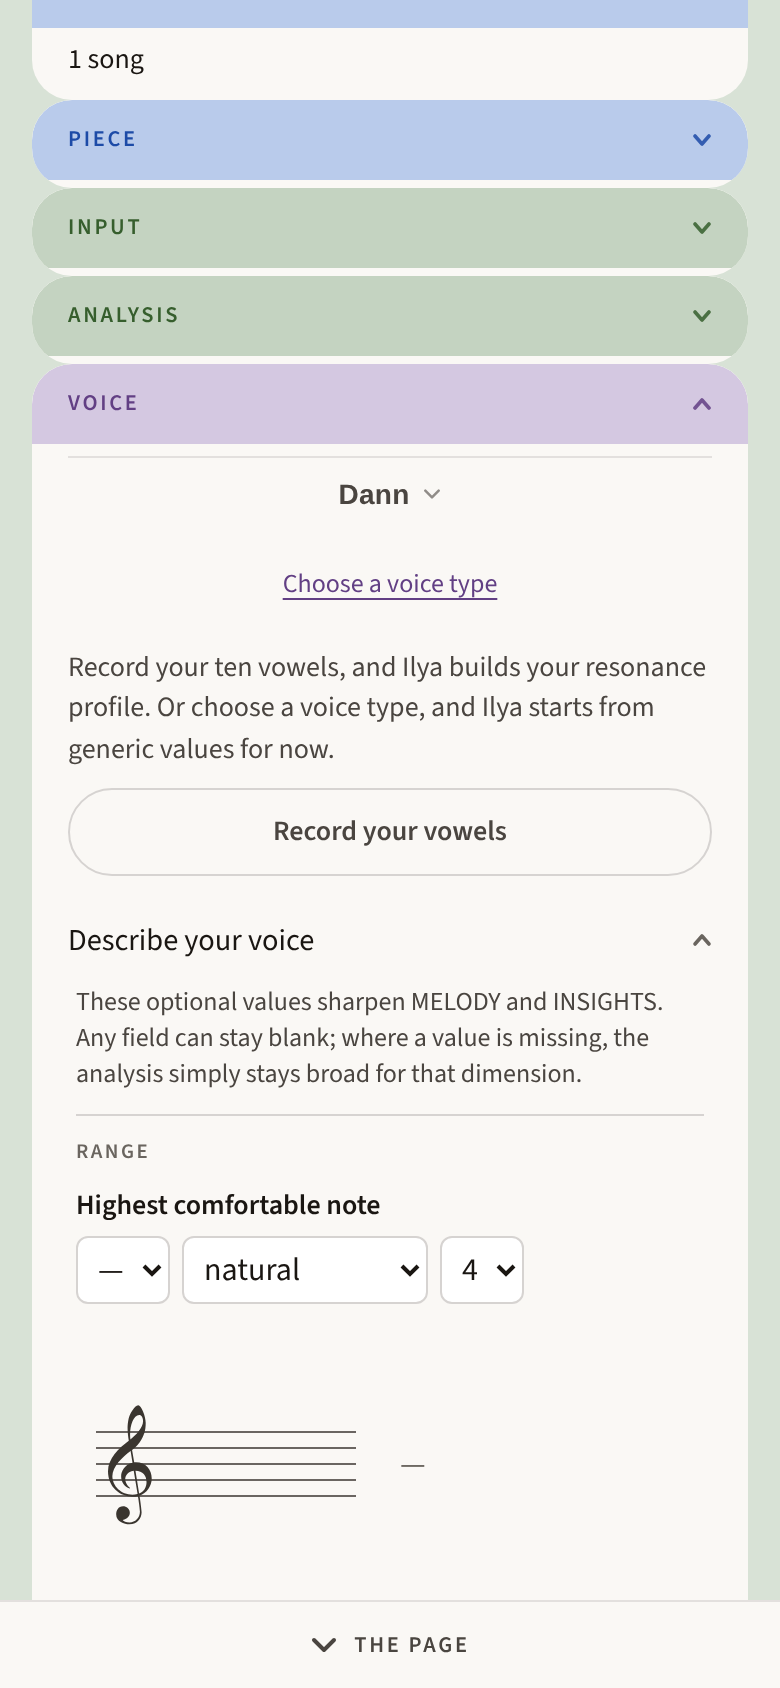 1 song
PIECE
INPUT
ANALYSIS
VOICE
Dann
Choose a voice type
Record your ten vowels, and Ilya builds your resonance
profile. Or choose a voice type, and Ilya starts from
generic values for now.
Record your vowels
Describe your voice
These optional values sharpen MELODY and INSIGHTS.
Any field can stay blank; where a value is missing, the
analysis simply stays broad for that dimension.
RANGE
Highest comfortable note
— natural 4
—
THE PAGE